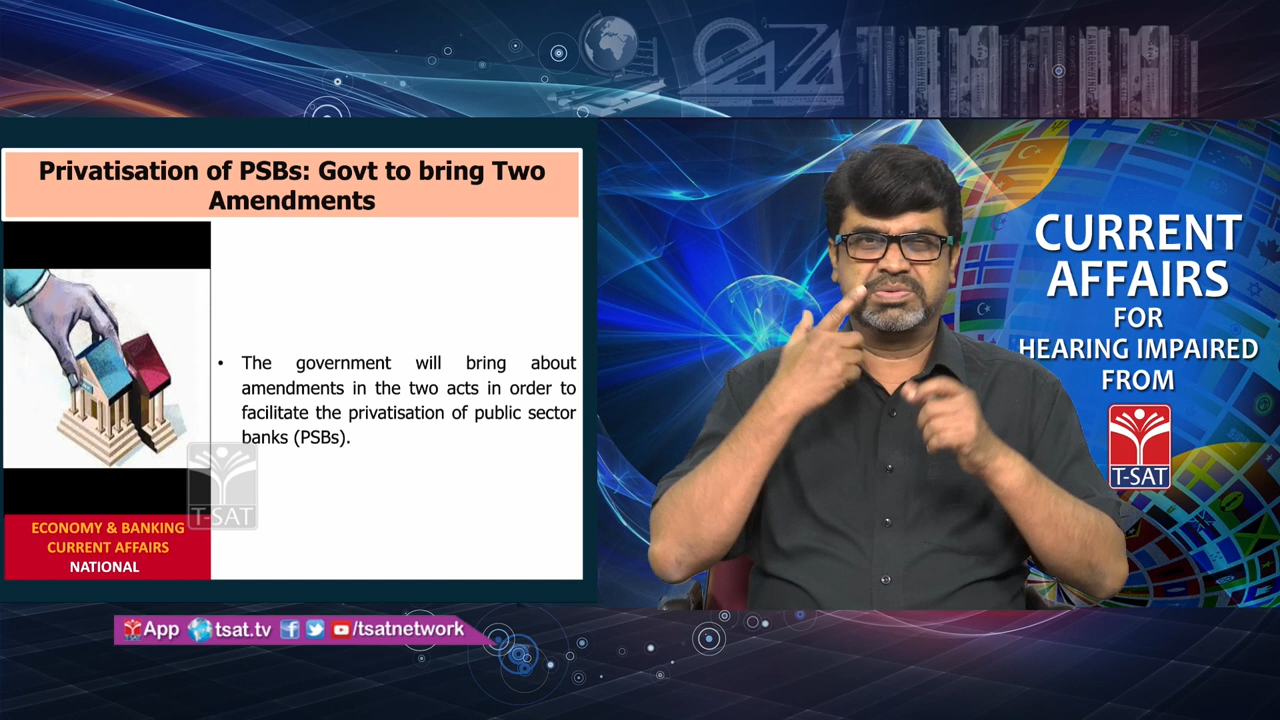 Privatisation of PSBs: Govt to bring Two
Amendments
• The government will bring about
amendments in the two acts in order to
facilitate the privatisation of public sector
banks (PSBs).
T-SAT
ECONOMY & BANKING
CURRENT AFFAIRS
NATIONAL
CURRENT
AFFAIRS
FOR
HEARING IMPAIRED
FROM
T-SAT
App tsat.tv /tsatnetwork